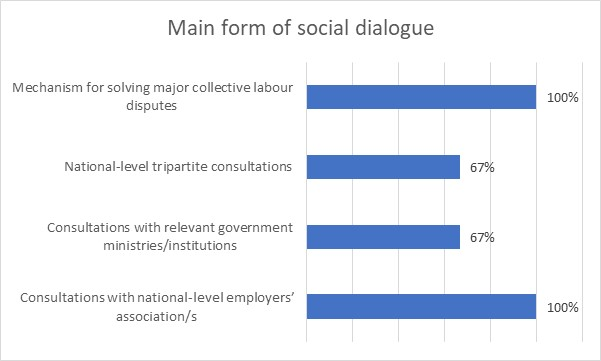 Main form of social dialogue
Mechanism for solving major collective labour
disputes
100%
National-level tripartite consultations
67%
Consultations with relevant government
ministries/institutions
67%
Consultations with national-level employers’
association/s
100%